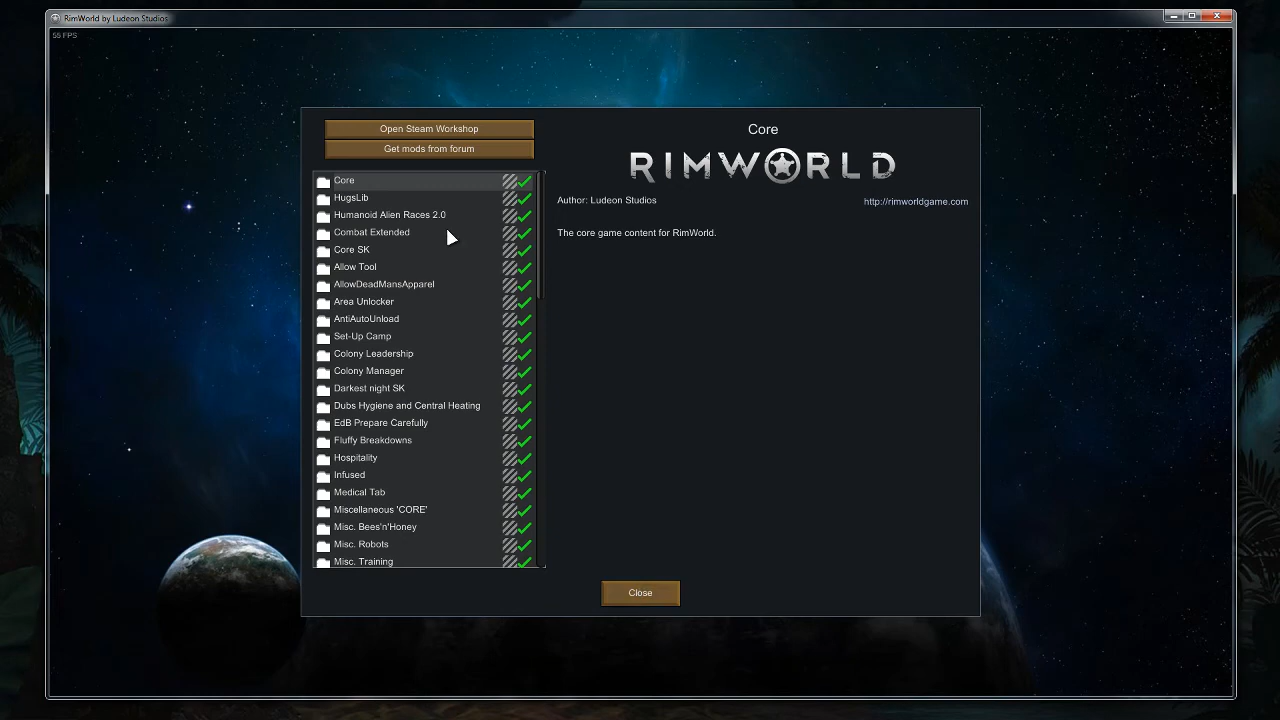 RimWorld by Ludeon Studios
55 FPS
Open Steam Workshop
Get mods from forum
Core
HugsLib
Humanoid Alien Races 2.0
Combat Extended
Core SK
Allow Tool
AllowDeadMansApparel
Area Unlocker
AntiAutoUnload
Set-Up Camp
Colony Leadership
Colony Manager
Darkest night SK
Dubs Hygiene and Central Heating
EdB Prepare Carefully
Fluffy Breakdowns
Hospitality
Infused
Medical Tab
Miscellaneous 'CORE'
Misc. Bees'n'Honey
Misc. Robots
Misc. Training
Core
RIMWORLD
Author: Ludeon Studios
http://rimworldgame.com
The core game content for RimWorld.
Close